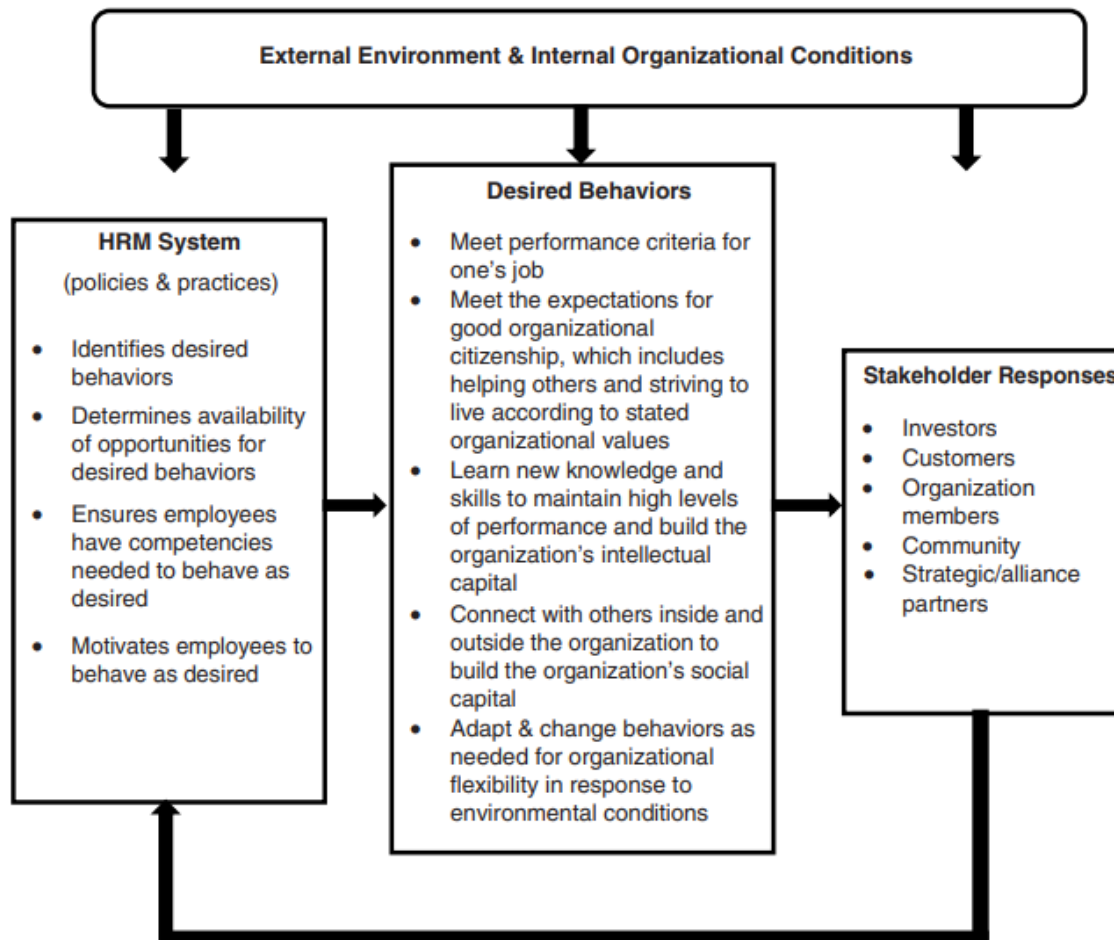 External Environment & Internal Organizational Conditions
HRM System
(policies & practices)
• Identifies desired
behaviors
• Determines availability
of opportunities for
desired behaviors
• Ensures employees
have competencies
needed to behave as
desired
• Motivates employees to
behave as desired
Desired Behaviors
• Meet performance criteria for
one's job
• Meet the expectations for
good organizational
citizenship, which includes
helping others and striving to
live according to stated
organizational values
• Learn new knowledge and
skills to maintain high levels
of performance and build the
organization's intellectual
capital
• Connect with others inside and
outside the organization to
build the organization's social
capital
• Adapt & change behaviors as
needed for organizational
flexibility in response to
environmental conditions
Stakeholder Responses
• Investors
• Customers
• Organization
members
• Community
• Strategic/alliance
partners